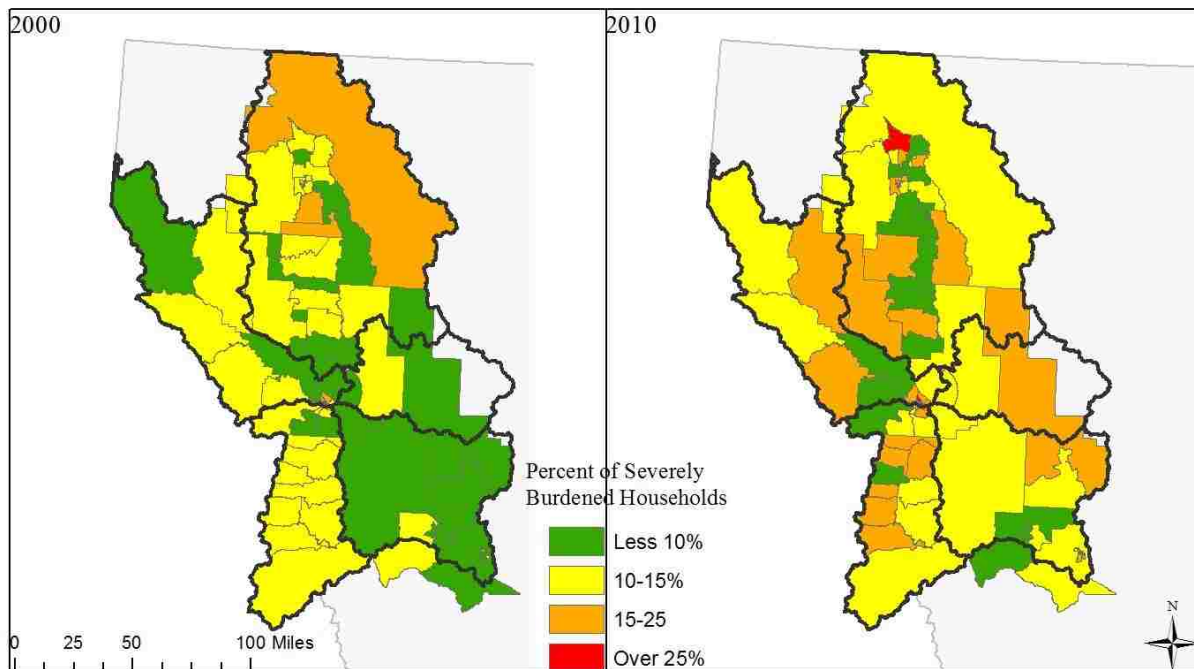 2000
2010
Percent of Severely
Burdened Households
Less 10%
10-15%
15-25
Over 25%
0 25 50 100 Miles
N